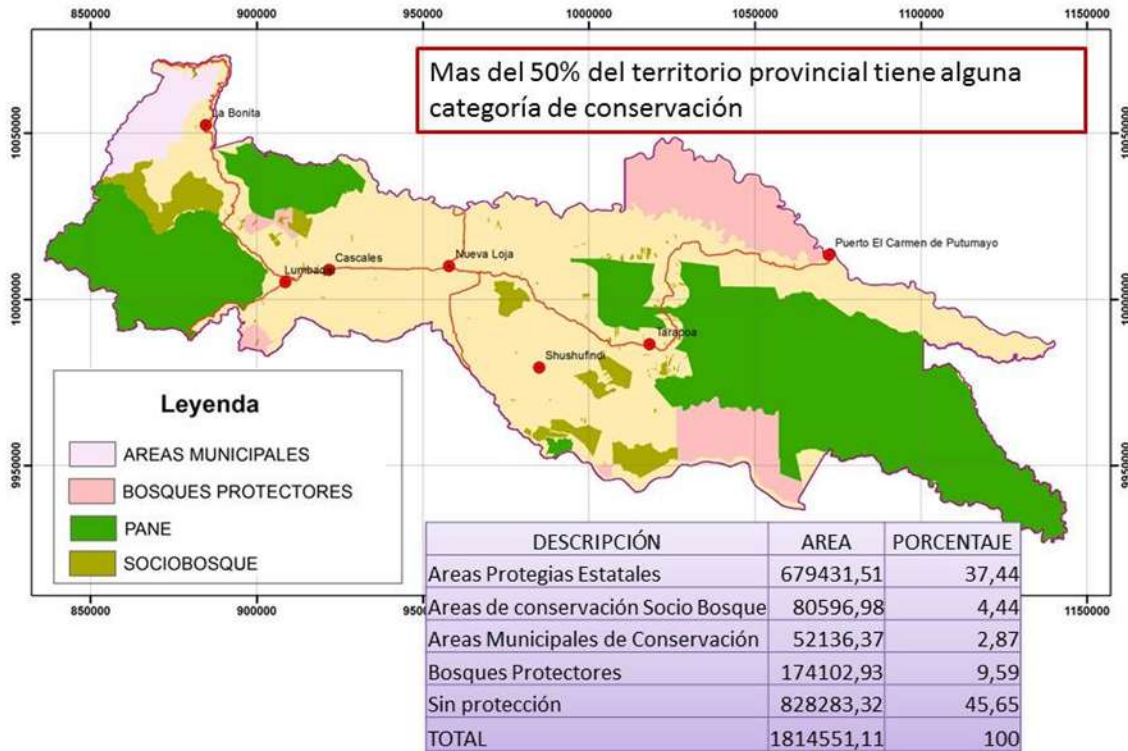 850000 900000 950000 1000000 1050000 1100000 1150000
Mas del 50% del territorio provincial tiene alguna
categoría de conservación
10050000 10050000
La Bonita
Puerto El Carmen de Putumayo
Nueva Loja
Cascales
Lumbaqui
10000000 10000000
Tarapoa
Shushufindi
Leyenda
AREAS MUNICIPALES
BOSQUES PROTECTORES
PANE
SOCIOBOSQUE
9950000 9950000
DESCRIPCIÓN AREA PORCENTAJE
Areas Protegias Estatales 679431,51 37,44
Areas de conservación Socio Bosque 80596,98 4,44
Areas Municipales de Conservación 52136,37 2,87
Bosques Protectores 174102,93 9,59
Sin protección 828283,32 45,65
TOTAL 1814551,11 100
850000 900000 1150000